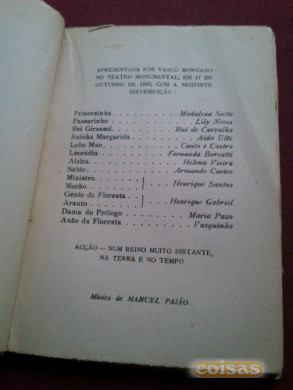 APRESENTADA POR VASCO MORGADO
NO TEATRO MONUMENTAL, EM 17 DE
OUTUBRO DE 1959, COM A SEGUINTE
DISTRIBUIÇÃO:
Princesinha . . . . . . Madalena Sotto
Passarinho . . . . . . Lily Neves
Rei Girassol . . . . . . Rui de Carvalho
Rainha Margarida . . . . . . Aida Ultz
Lobo Mau . . . . . . Canto e Castro
Leocádia . . . . . . Fernanda Borsatti
Alzira . . . . . . Helena Vieira
Sábio . . . . . . Armando Cortez
Ministro
Mocho . . . . . . Henrique Santos
Génio da Floresta
Arauto . . . . . . Henrique Gabriel
Dama do Prólogo . . . . . . Maria Pazo
Anão da Floresta . . . . . . Vasquinho
ACÇÃO — NUM REINO MUITO DISTANTE,
NA TERRA E NO TEMPO
Música de MANUEL PAIÃO
coisas